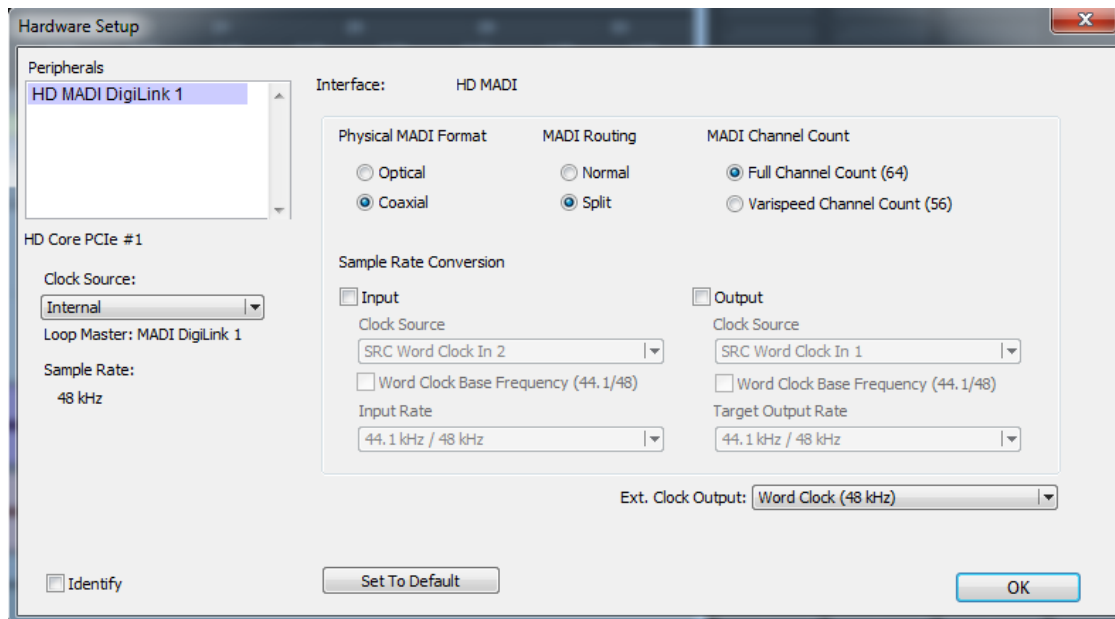 Hardware Setup
Peripherals
HD MADI DigiLink 1
HD Core PCIe #1
Clock Source:
Internal
Loop Master: MADI DigiLink 1
Sample Rate:
48 kHz
Interface: HD MADI
Physical MADI Format
Optical
Coaxial
MADI Routing
Normal
Split
MADI Channel Count
Full Channel Count (64)
Varispeed Channel Count (56)
Sample Rate Conversion
Input
Clock Source
SRC Word Clock In 2
Word Clock Base Frequency (44.1/48)
Input Rate
44.1 kHz / 48 kHz
Output
Clock Source
SRC Word Clock In 1
Word Clock Base Frequency (44.1/48)
Target Output Rate
44.1 kHz / 48 kHz
Ext. Clock Output: Word Clock (48 kHz)
Identify
Set To Default
OK